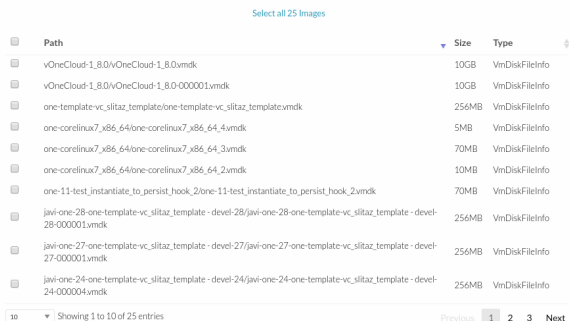 Select all 25 Images
Path Size Type
vOneCloud-1_8.0/vOneCloud-1_8.0.vmdk 10GB VmDiskFileInfo
vOneCloud-1_8.0/vOneCloud-1_8.0-000001.vmdk 10GB VmDiskFileInfo
one-template-vc_slitaz_template/one-template-vc_slitaz_template.vmdk 256MB VmDiskFileInfo
one-corelinux7_x86_64/one-corelinux7_x86_64_4.vmdk 5MB VmDiskFileInfo
one-corelinux7_x86_64/one-corelinux7_x86_64_3.vmdk 70MB VmDiskFileInfo
one-corelinux7_x86_64/one-corelinux7_x86_64_2.vmdk 10MB VmDiskFileInfo
one-11-test_instantiate_to_persist_hook_2/one-11-test_instantiate_to_persist_hook_2.vmdk 70MB VmDiskFileInfo
javi-one-28-one-template-vc_slitaz_template - devel-28/javi-one-28-one-template-vc_slitaz_template - devel-
28-000001.vmdk 256MB VmDiskFileInfo
javi-one-27-one-template-vc_slitaz_template - devel-27/javi-one-27-one-template-vc_slitaz_template - devel-
27-000001.vmdk 256MB VmDiskFileInfo
javi-one-24-one-template-vc_slitaz_template - devel-24/javi-one-24-one-template-vc_slitaz_template - devel-
24-000004.vmdk 256MB VmDiskFileInfo
10 Showing 1 to 10 of 25 entries Previous 1 2 3 Next